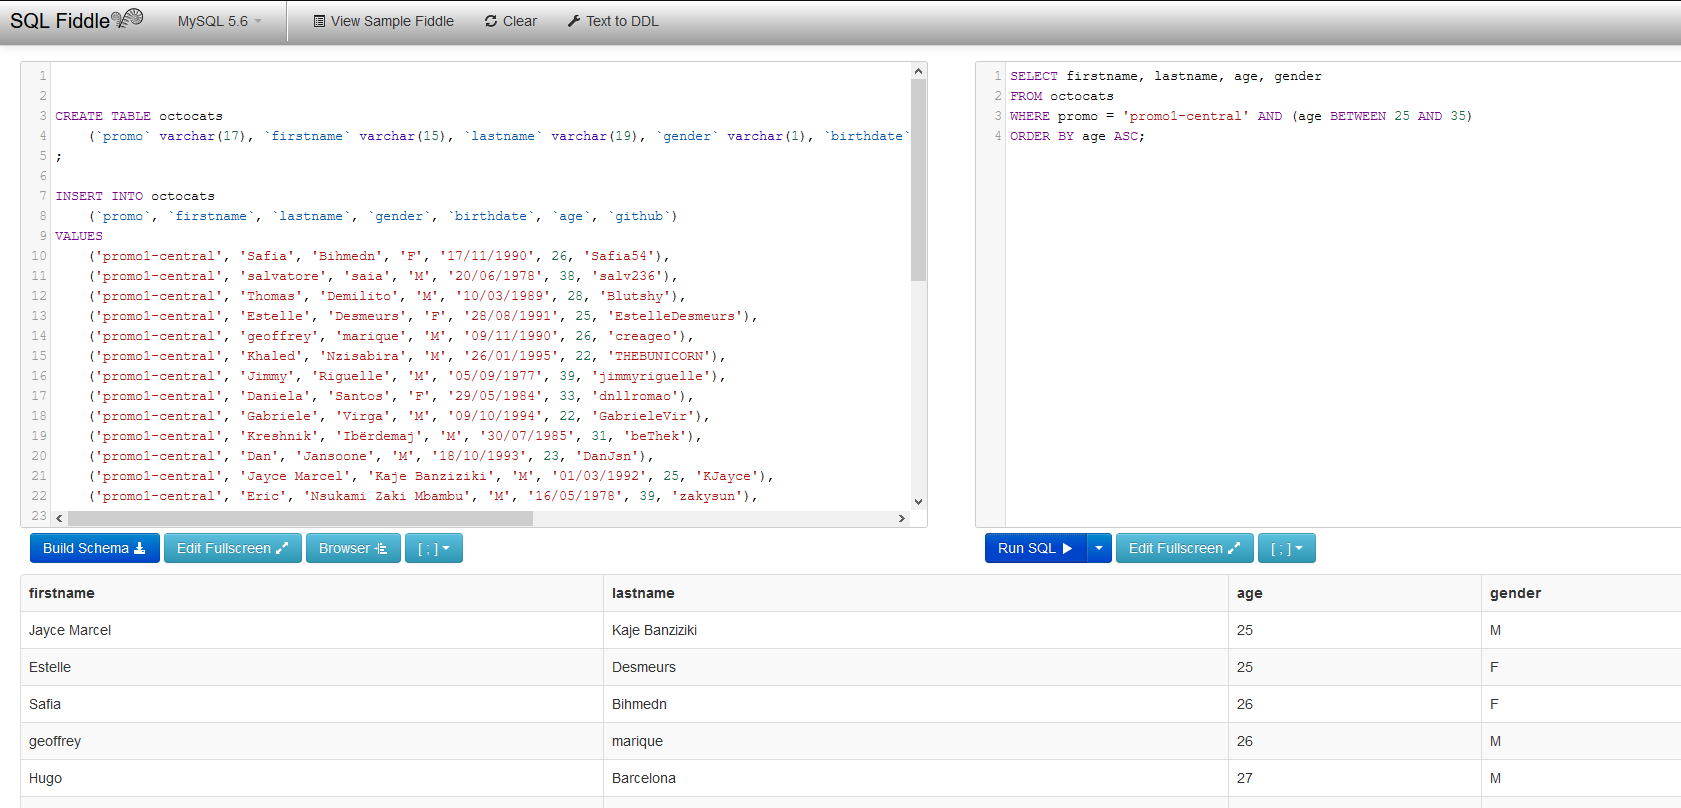 SQL Fiddle MySQL 5.6 View Sample Fiddle Clear Text to DDL
1
2
3 CREATE TABLE octocats
4 (`promo` varchar(17), `firstname` varchar(15), `lastname` varchar(19), `gender` varchar(1), `birthdate`
5 ;
6
7 INSERT INTO octocats
8 (`promo`, `firstname`, `lastname`, `gender`, `birthdate`, `age`, `github`)
9 VALUES
10 ('promo1-central', 'Safia', 'Bihmedn', 'F', '17/11/1990', 26, 'Safia54'),
11 ('promo1-central', 'salvatore', 'saia', 'M', '20/06/1978', 38, 'salv236'),
12 ('promo1-central', 'Thomas', 'Demilito', 'M', '10/03/1989', 28, 'Blutshy'),
13 ('promo1-central', 'Estelle', 'Desmeurs', 'F', '28/08/1991', 25, 'EstelleDesmeurs'),
14 ('promo1-central', 'geoffrey', 'marique', 'M', '09/11/1990', 26, 'creageo'),
15 ('promo1-central', 'Khaled', 'Nzisabira', 'M', '26/01/1995', 22, 'THEBUNICORN'),
16 ('promo1-central', 'Jimmy', 'Riguelle', 'M', '05/09/1977', 39, 'jimmyriguelle'),
17 ('promo1-central', 'Daniela', 'Santos', 'F', '29/05/1984', 33, 'dnllromao'),
18 ('promo1-central', 'Gabriele', 'Virga', 'M', '09/10/1994', 22, 'GabrieleVir'),
19 ('promo1-central', 'Kreshnik', 'Ibërdemaj', 'M', '30/07/1985', 31, 'beThek'),
20 ('promo1-central', 'Dan', 'Jansoone', 'M', '18/10/1993', 23, 'DanJsn'),
21 ('promo1-central', 'Jayce Marcel', 'Kaje Banziziki', 'M', '01/03/1992', 25, 'KJayce'),
22 ('promo1-central', 'Eric', 'Nsukami Zaki Mbambu', 'M', '16/05/1978', 39, 'zakysun'),
23
1 SELECT firstname, lastname, age, gender
2 FROM octocats
3 WHERE promo = 'promo1-central' AND (age BETWEEN 25 AND 35)
4 ORDER BY age ASC;
Build Schema Edit Fullscreen Browser [ ; ]
Run SQL Edit Fullscreen [ ; ]
firstname lastname age gender
Jayce Marcel Kaje Banziziki 25 M
Estelle Desmeurs 25 F
Safia Bihmedn 26 F
geoffrey marique 26 M
Hugo Barcelona 27 M